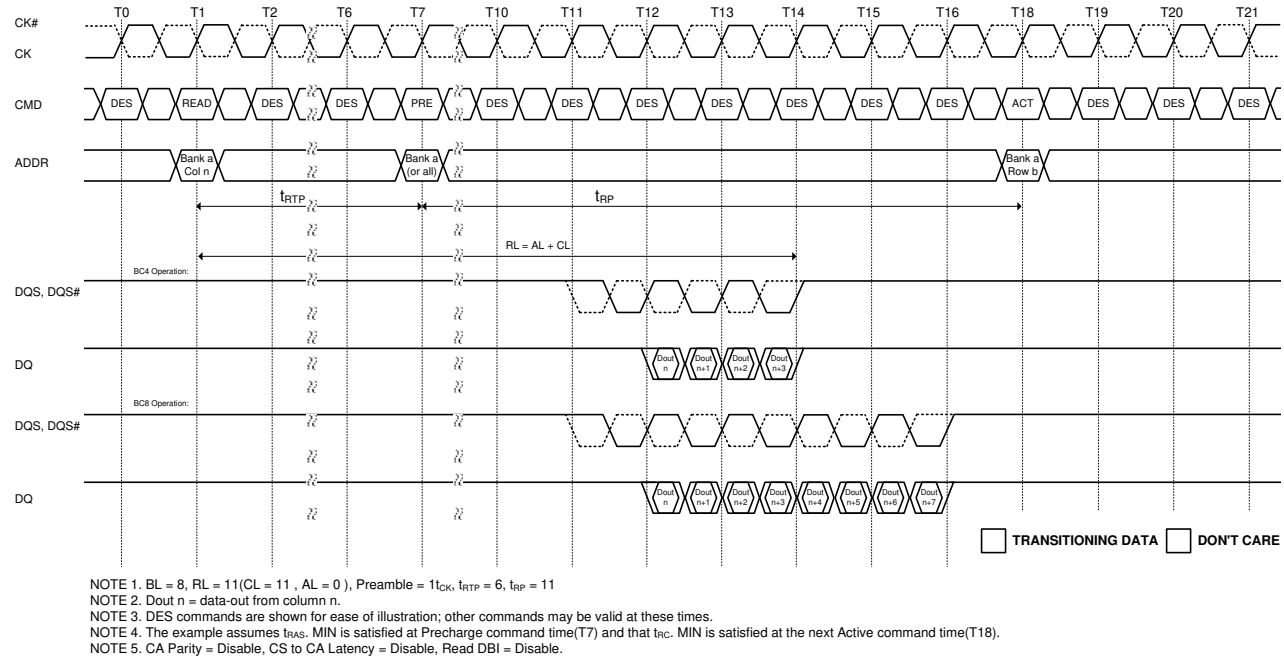 T0 T1 T2 T6 T7 T10 T11 T12 T13 T14 T15 T16 T18 T19 T20 T21
CK#
CK
CMD DES READ DES DES PRE DES DES DES DES DES DES DES ACT DES DES DES
ADDR
Bank a
Col n
Bank a
(or all)
Bank a
Row b
tRTP tRP
RL = AL + CL
BC4 Operation:
DQS, DQS#
DQ
Dout
n
Dout
n+1
Dout
n+2
Dout
n+3
BC8 Operation:
DQS, DQS#
DQ
Dout
n
Dout
n+1
Dout
n+2
Dout
n+3
Dout
n+4
Dout
n+5
Dout
n+6
Dout
n+7
TRANSITIONING DATA DON'T CARE
NOTE 1. BL = 8, RL = 11(CL = 11 , AL = 0 ), Preamble = 1tCK, tRTP = 6, tRP = 11
NOTE 2. Dout n = data-out from column n.
NOTE 3. DES commands are shown for ease of illustration; other commands may be valid at these times.
NOTE 4. The example assumes tRAS. MIN is satisfied at Precharge command time(T7) and that tRC. MIN is satisfied at the next Active command time(T18).
NOTE 5. CA Parity = Disable, CS to CA Latency = Disable, Read DBI = Disable.